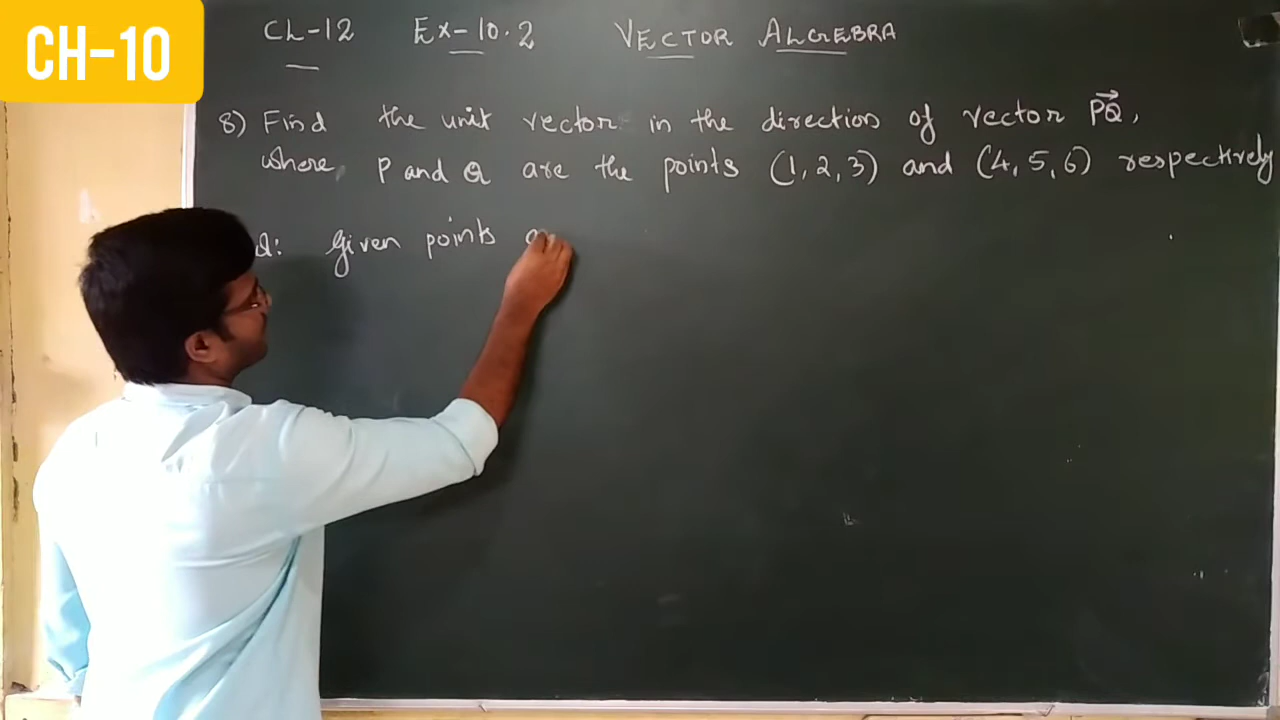 CH-10
CL-12 Ex-10.2 VECTOR ALGEBRA
8) Find the unit vector in the direction of vector PQ⃗,
where, P and Q are the points (1, 2, 3) and (4, 5, 6) respectively
Given points